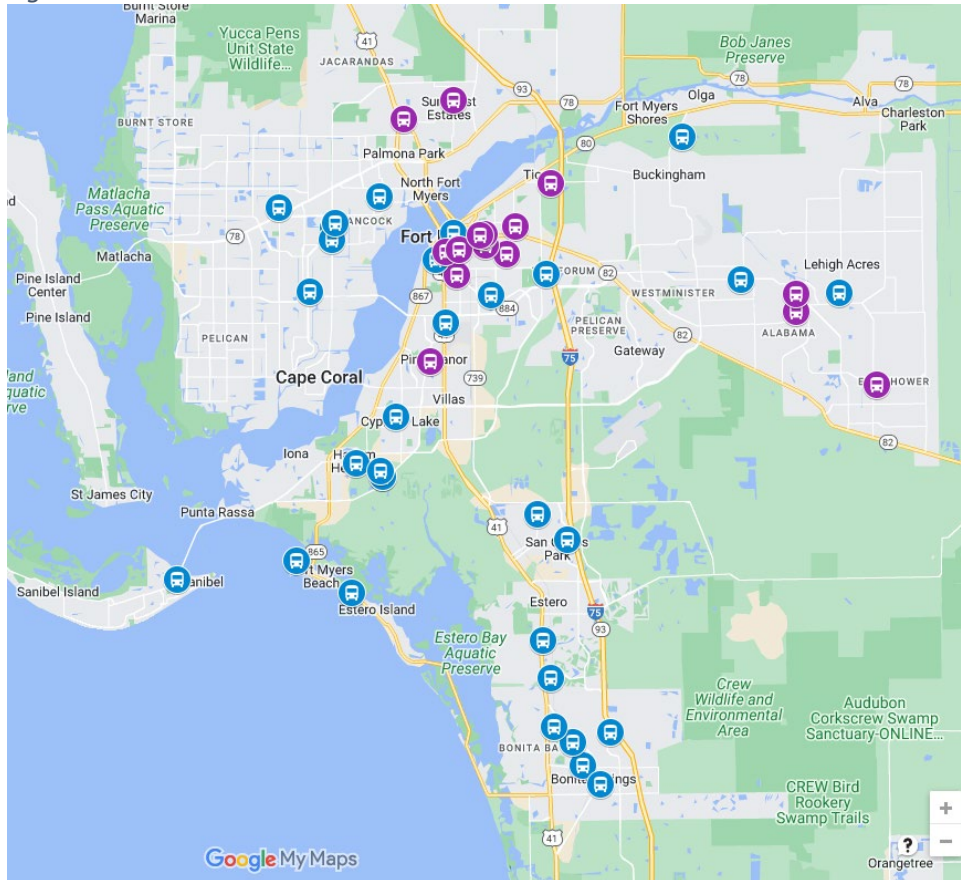 Burnt Store
Marina
Yucca Pens
Unit State
Wildlife...
41
JACARANDAS
Bob Janes
Preserve
78
93
78
78
Olga
Alva
Fort Myers
Shores
Charleston
Park
Estates
BURNT STORE
80
Palmona Park
North Fort
Myers
Buckingham
Matlacha
Pass Aquatic
Preserve
78
Matlacha
Fort
Pine Island
Center
Pine Island
867
FORUM
82
Lehigh Acres
WESTMINISTER
884
PELICAN
PELICAN
PRESERVE
82
ALABAMA
Gateway
75
Cape Coral
739
Villas
82
Iona
St James City
Punta Rassa
41
Park
865
Beach
Sanibel Island
Estero Island
Estero
75
93
Estero Bay
Aquatic
Preserve
Crew
Wildlife and
Environmental
Area
Audubon
Corkscrew Swamp
Sanctuary-ONLINE...
CREW Bird
Rookery
Swamp Trails
41
Orangetree
Google My Maps
+
−
?